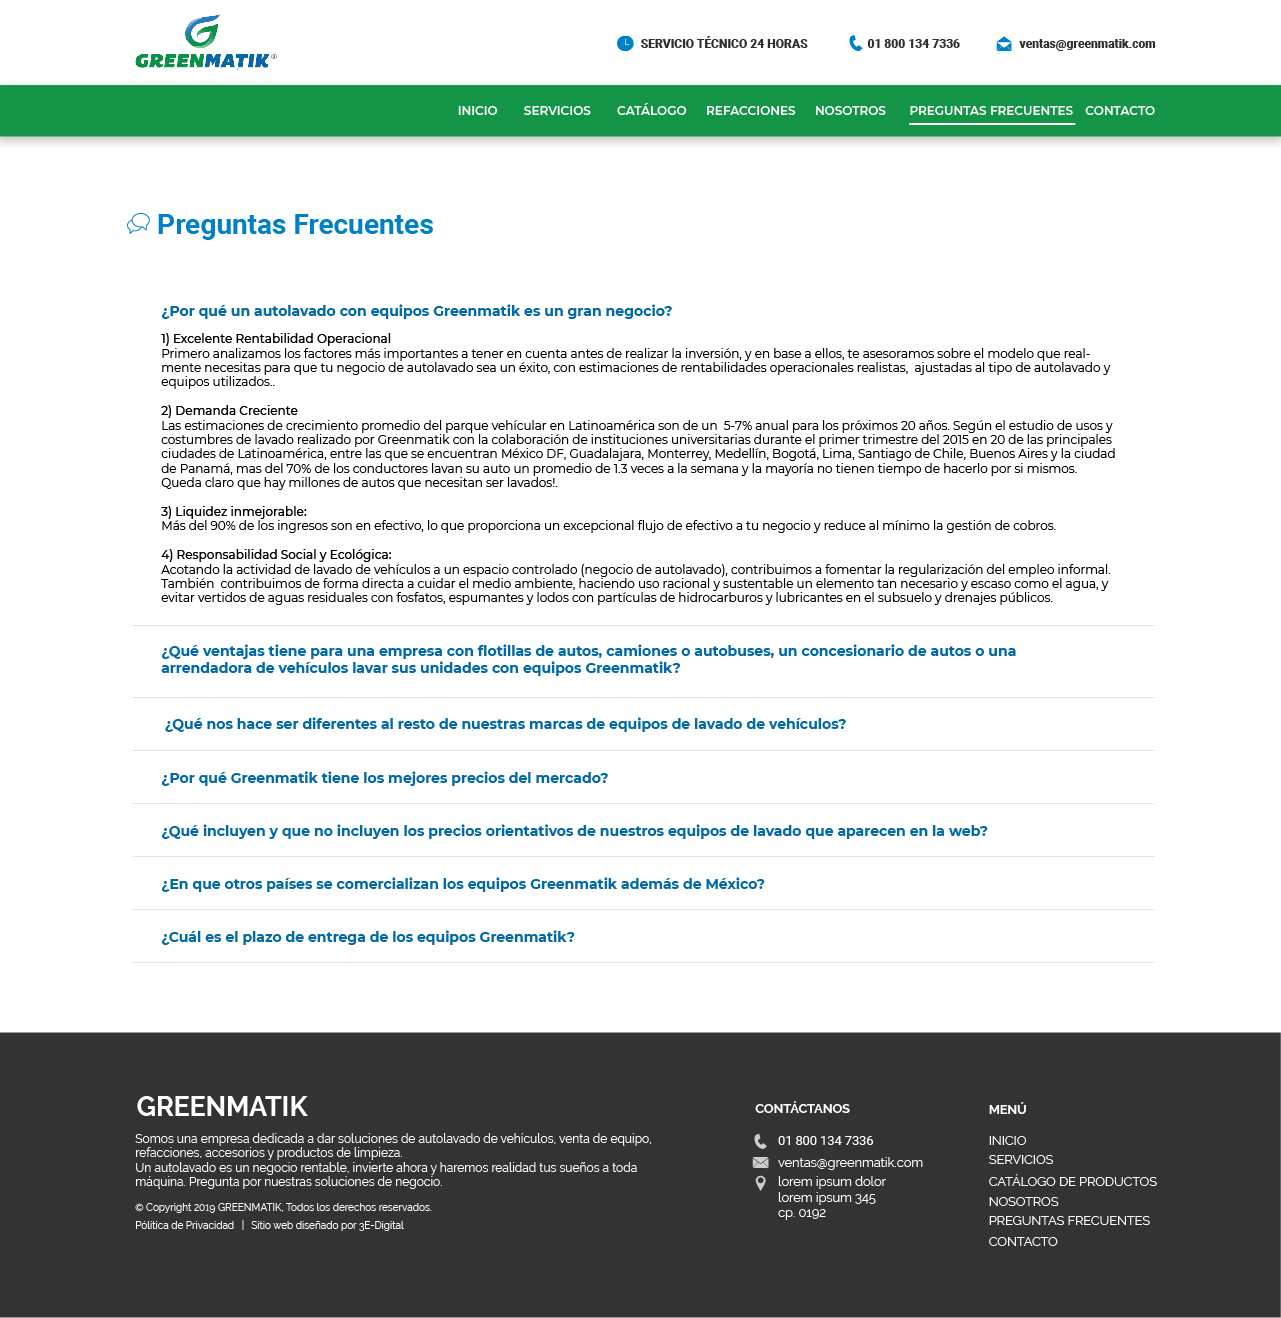 GREENMATIK®
SERVICIO TÉCNICO 24 HORAS
01 800 134 7336
ventas@greenmatik.com
INICIO SERVICIOS CATÁLOGO REFACCIONES NOSOTROS PREGUNTAS FRECUENTES CONTACTO
Preguntas Frecuentes
¿Por qué un autolavado con equipos Greenmatik es un gran negocio?
1) Excelente Rentabilidad Operacional
Primero analizamos los factores más importantes a tener en cuenta antes de realizar la inversión, y en base a ellos, te asesoramos sobre el modelo que real-
mente necesitas para que tu negocio de autolavado sea un éxito, con estimaciones de rentabilidades operacionales realistas,  ajustadas al tipo de autolavado y
equipos utilizados..
2) Demanda Creciente
Las estimaciones de crecimiento promedio del parque vehícular en Latinoamérica son de un  5-7% anual para los próximos 20 años. Según el estudio de usos y
costumbres de lavado realizado por Greenmatik con la colaboración de instituciones universitarias durante el primer trimestre del 2015 en 20 de las principales
ciudades de Latinoamérica, entre las que se encuentran México DF, Guadalajara, Monterrey, Medellín, Bogotá, Lima, Santiago de Chile, Buenos Aires y la ciudad
de Panamá, mas del 70% de los conductores lavan su auto un promedio de 1.3 veces a la semana y la mayoría no tienen tiempo de hacerlo por si mismos.
Queda claro que hay millones de autos que necesitan ser lavados!.
3) Liquidez inmejorable:
Más del 90% de los ingresos son en efectivo, lo que proporciona un excepcional flujo de efectivo a tu negocio y reduce al mínimo la gestión de cobros.
4) Responsabilidad Social y Ecológica:
Acotando la actividad de lavado de vehículos a un espacio controlado (negocio de autolavado), contribuimos a fomentar la regularización del empleo informal.
También  contribuimos de forma directa a cuidar el medio ambiente, haciendo uso racional y sustentable un elemento tan necesario y escaso como el agua, y
evitar vertidos de aguas residuales con fosfatos, espumantes y lodos con partículas de hidrocarburos y lubricantes en el subsuelo y drenajes públicos.
¿Qué ventajas tiene para una empresa con flotillas de autos, camiones o autobuses, un concesionario de autos o una
arrendadora de vehículos lavar sus unidades con equipos Greenmatik?
¿Qué nos hace ser diferentes al resto de nuestras marcas de equipos de lavado de vehículos?
¿Por qué Greenmatik tiene los mejores precios del mercado?
¿Qué incluyen y que no incluyen los precios orientativos de nuestros equipos de lavado que aparecen en la web?
¿En que otros países se comercializan los equipos Greenmatik además de México?
¿Cuál es el plazo de entrega de los equipos Greenmatik?
GREENMATIK
Somos una empresa dedicada a dar soluciones de autolavado de vehículos, venta de equipo,
refacciones, accesorios y productos de limpieza.
Un autolavado es un negocio rentable, invierte ahora y haremos realidad tus sueños a toda
máquina. Pregunta por nuestras soluciones de negocio.
© Copyright 2019 GREENMATIK, Todos los derechos reservados.
Pólitica de Privacidad | Sitio web diseñado por 3E-Digital
CONTÁCTANOS
01 800 134 7336
ventas@greenmatik.com
lorem ipsum dolor
lorem ipsum 345
cp. 0192
MENÚ
INICIO
SERVICIOS
CATÁLOGO DE PRODUCTOS
NOSOTROS
PREGUNTAS FRECUENTES
CONTACTO